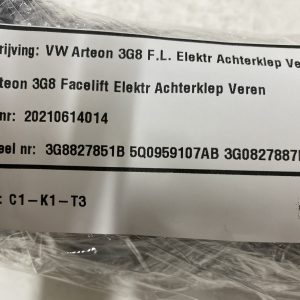 rijving: VW Arteon 3G8 F.L. Elektr Achterklep Ve
teon 3G8 Facelift Elektr Achterklep Veren
nr: 20210614014
eel nr: 3G8827851B 5Q0959107AB 3G0827887
: C1-K1-T3